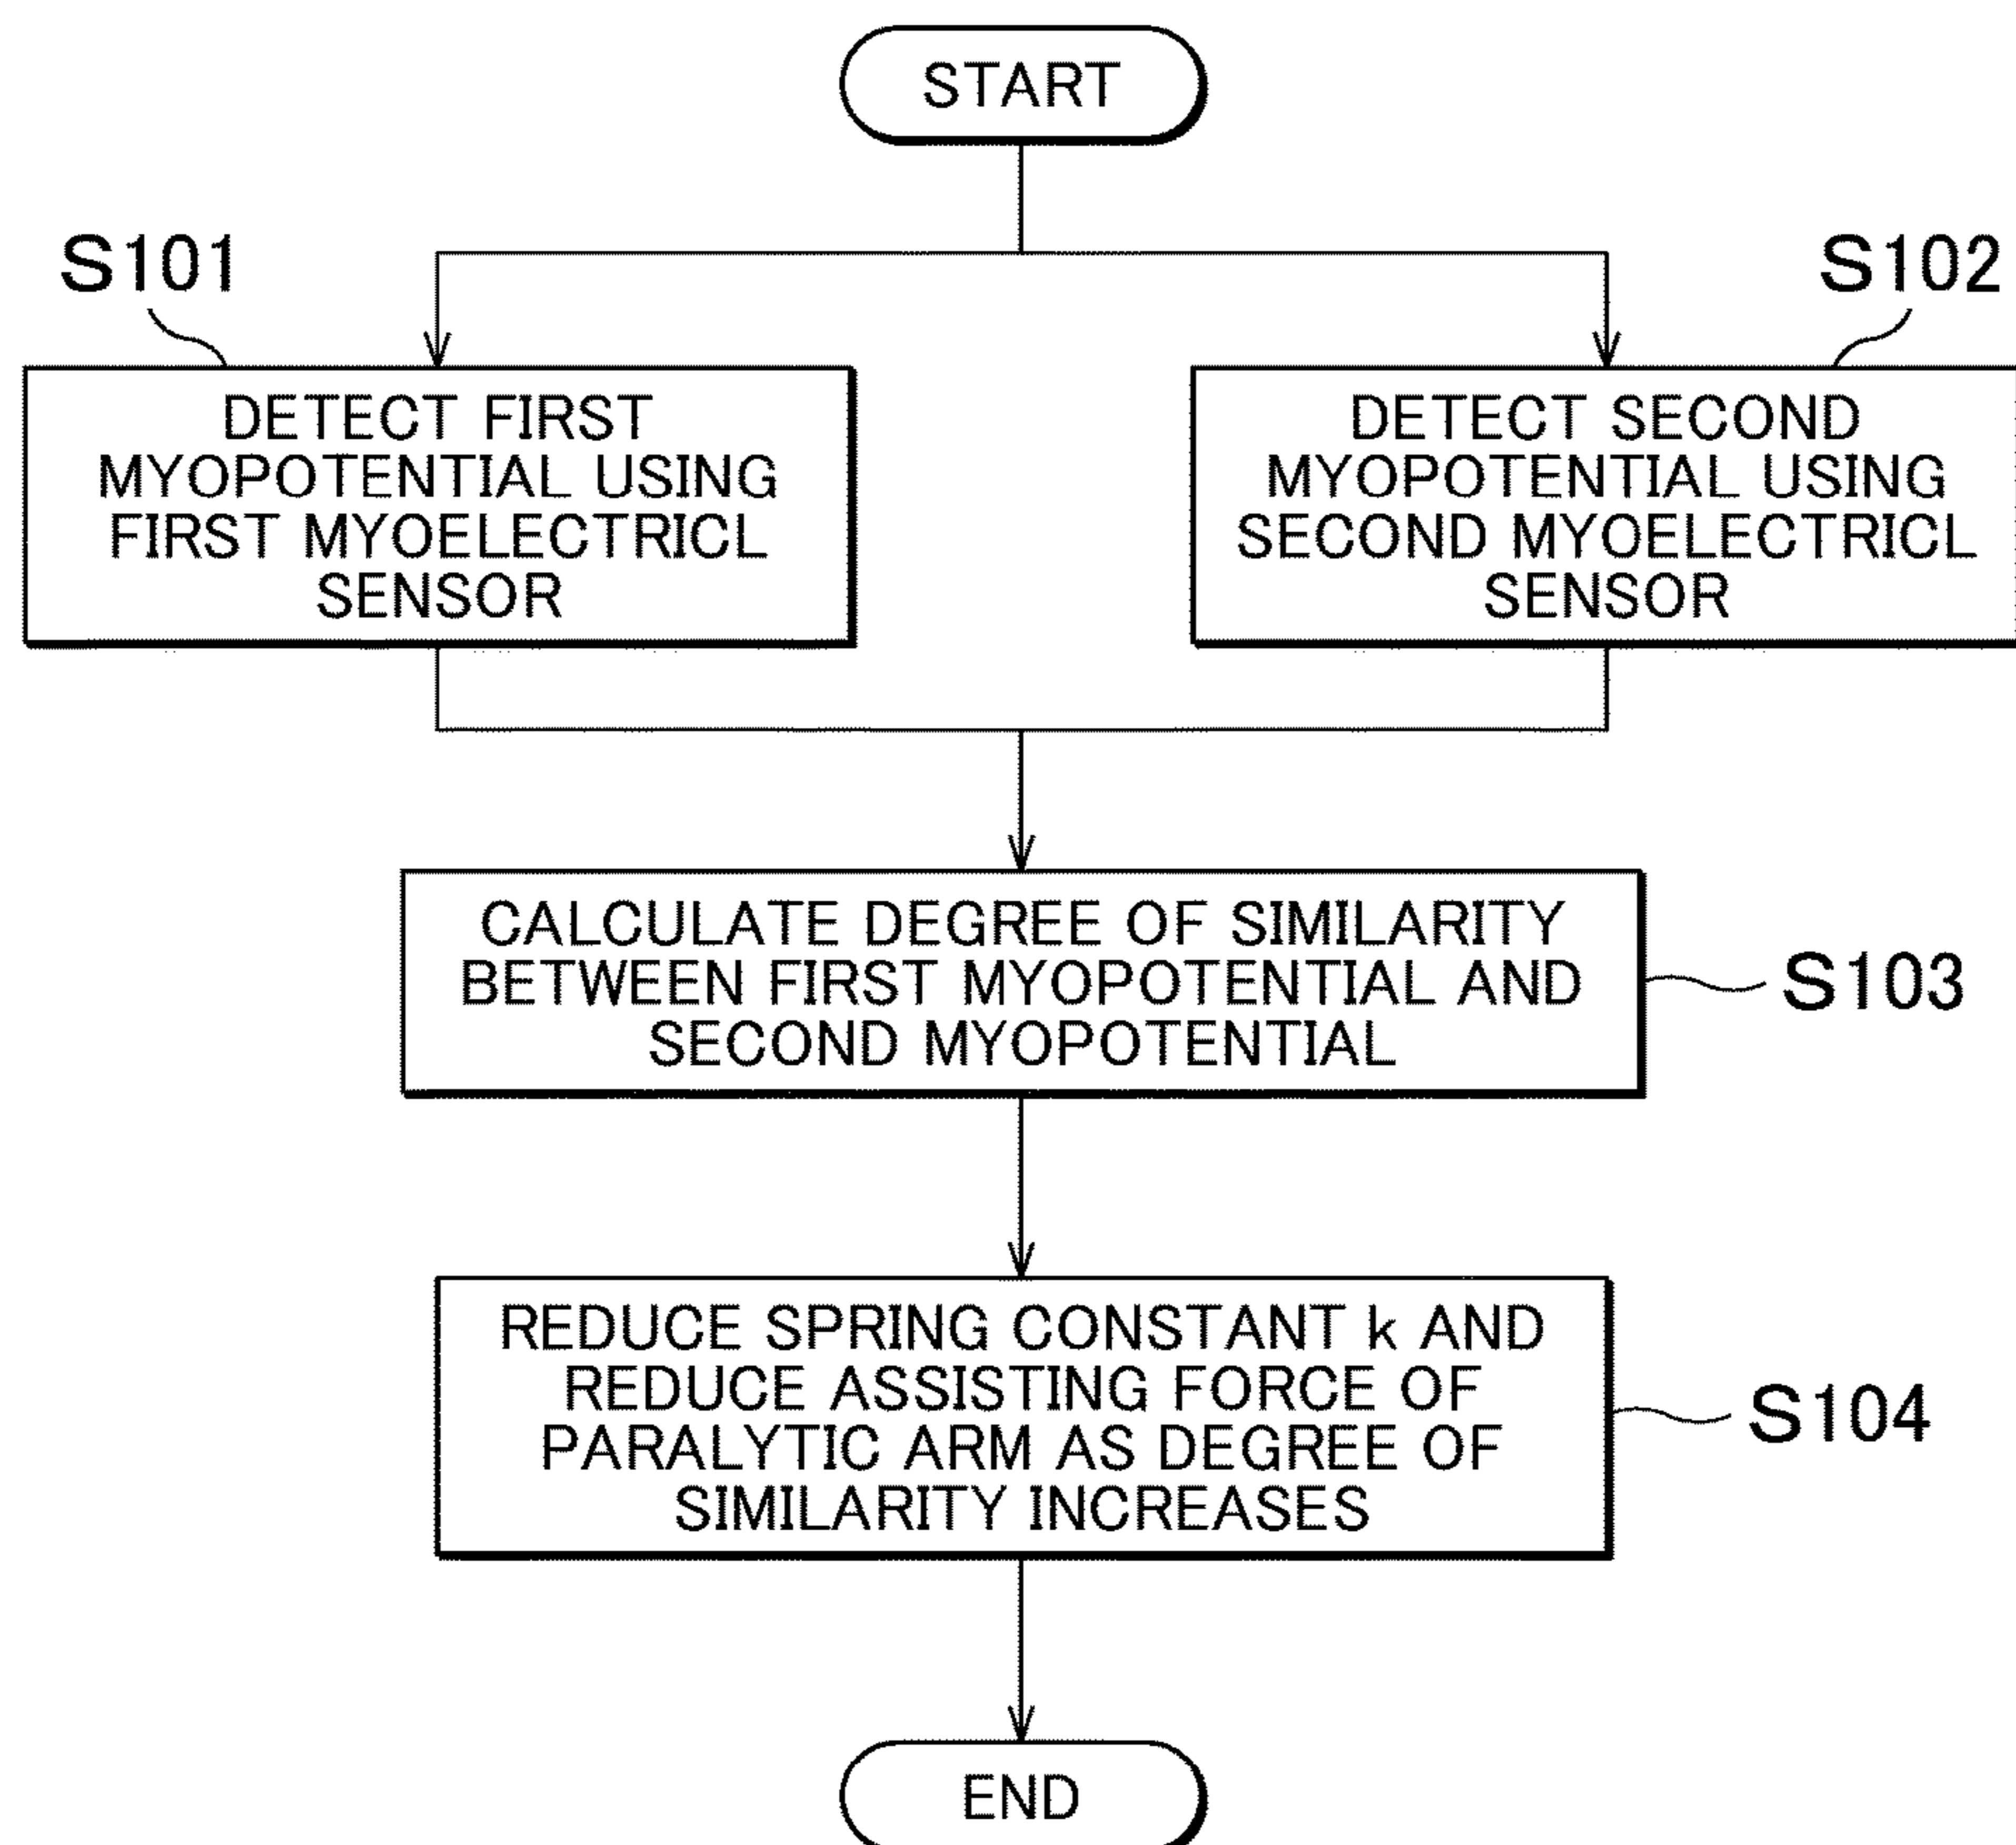 START
S101
S102
DETECT FIRST
MYOPOTENTIAL USING
FIRST MYOELECTRICL
SENSOR
DETECT SECOND
MYOPOTENTIAL USING
SECOND MYOELECTRICL
SENSOR
CALCULATE DEGREE OF SIMILARITY
BETWEEN FIRST MYOPOTENTIAL AND
SECOND MYOPOTENTIAL
S103
REDUCE SPRING CONSTANT k AND
REDUCE ASSISTING FORCE OF
PARALYTIC ARM AS DEGREE OF
SIMILARITY INCREASES
S104
END